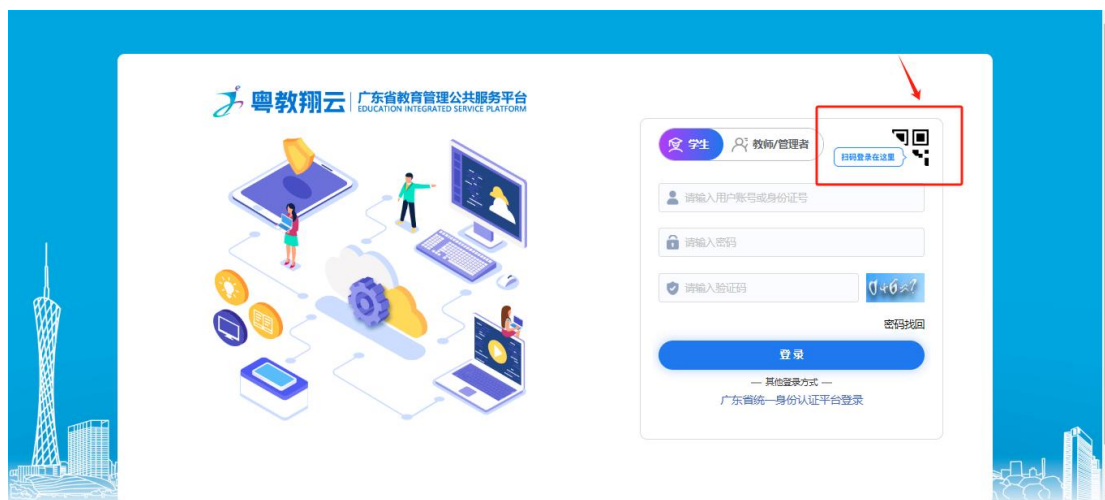 粤教翔云 广东省教育管理公共服务平台
EDUCATION INTEGRATED SERVICE PLATFORM
学生 教师/管理者
扫码登录在这里
请输入用户账号或身份证号
请输入密码
请输入验证码 0+6=?
密码找回
登录
— 其他登录方式 —
广东省统一身份认证平台登录